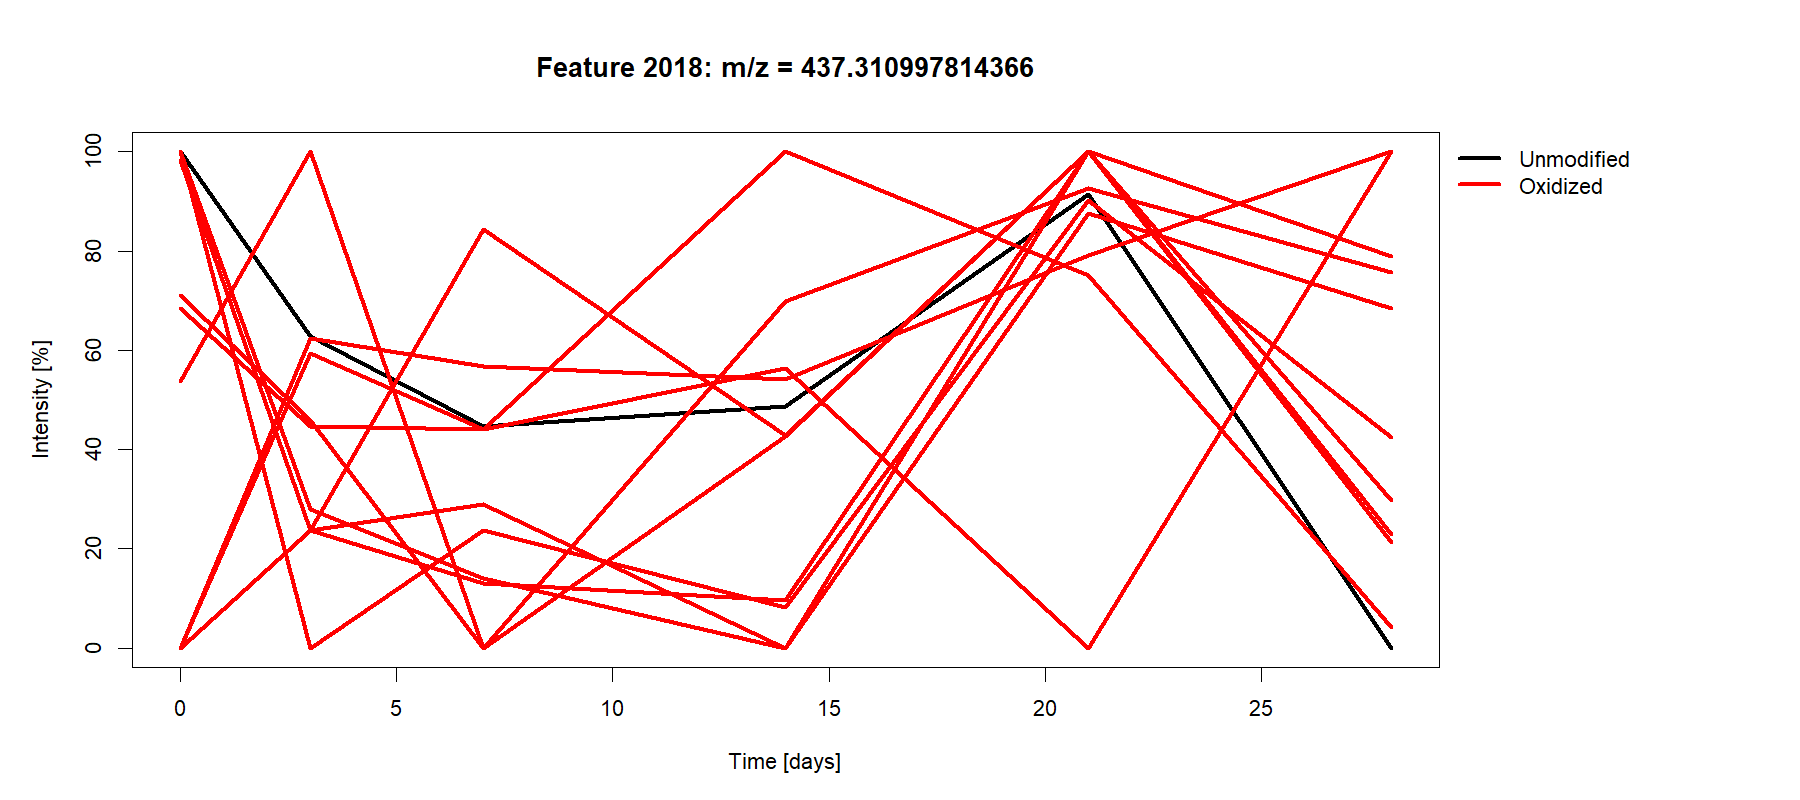 Feature 2018: m/z = 437.310997814366
100
80
60
40
20
0
Intensity [%]
0 5 10 15 20 25
Time [days]
Unmodified
Oxidized